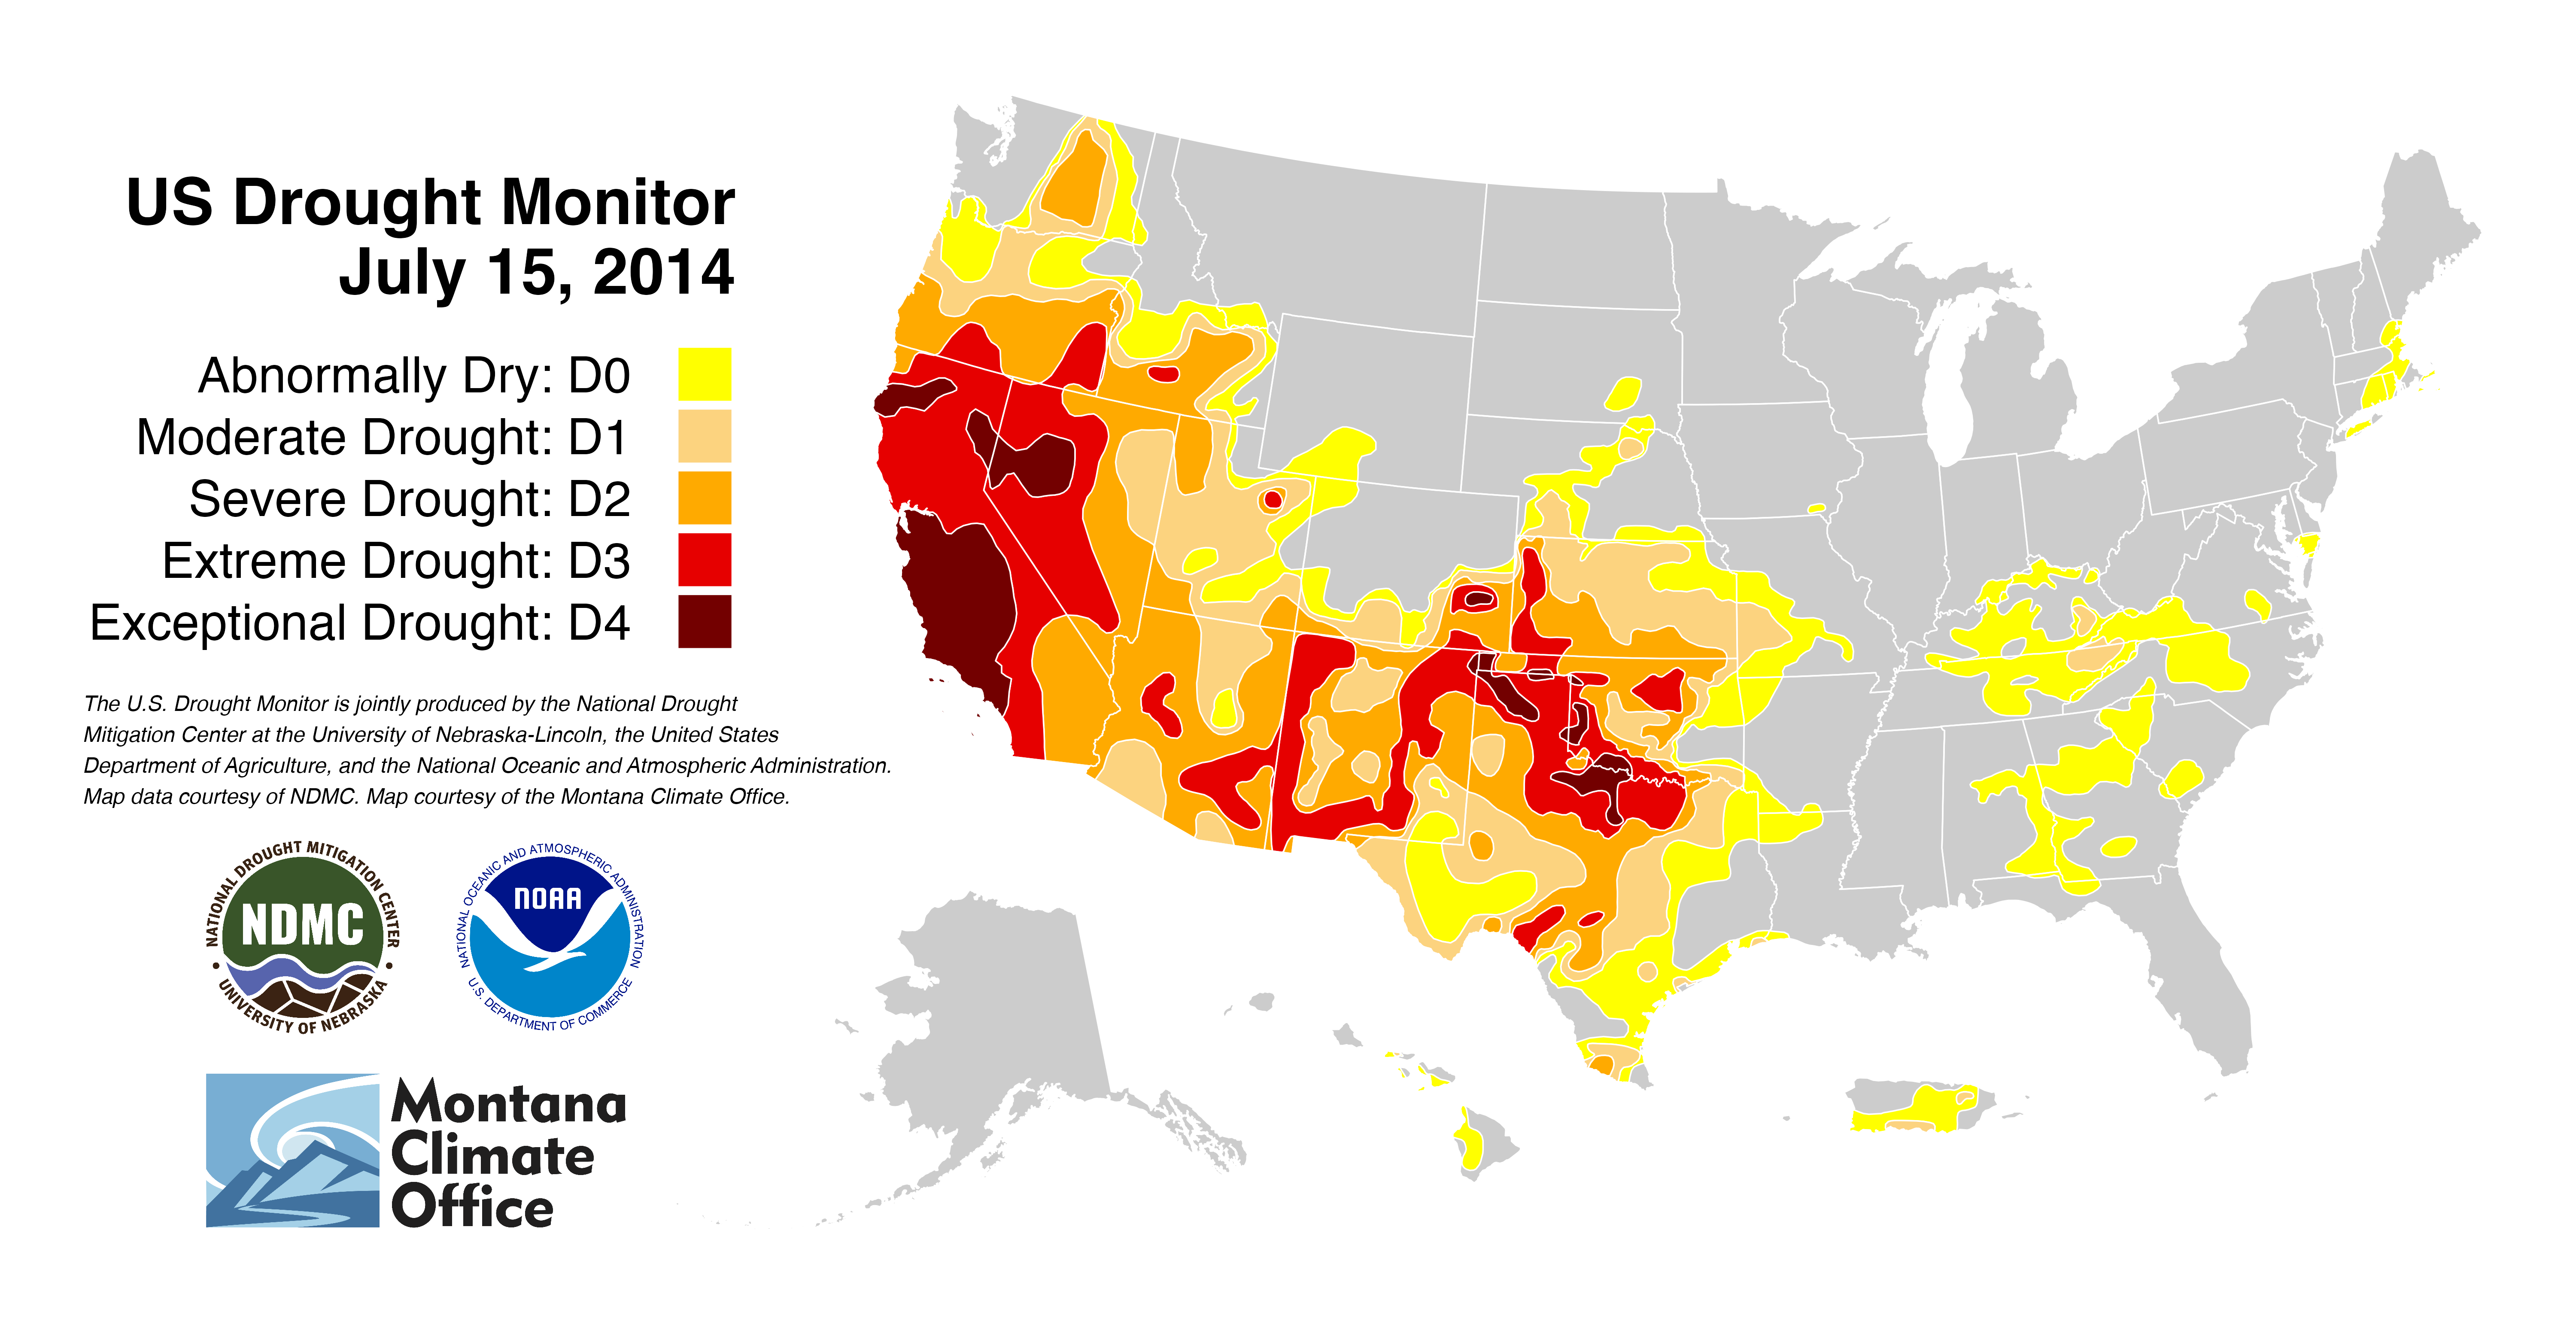 US Drought Monitor
July 15, 2014
Abnormally Dry: D0
Moderate Drought: D1
Severe Drought: D2
Extreme Drought: D3
Exceptional Drought: D4
The U.S. Drought Monitor is jointly produced by the National Drought
Mitigation Center at the University of Nebraska-Lincoln, the United States
Department of Agriculture, and the National Oceanic and Atmospheric Administration.
Map data courtesy of NDMC. Map courtesy of the Montana Climate Office.
NATIONAL DROUGHT MITIGATION CENTER
NDMC
• UNIVERSITY OF NEBRASKA •
NATIONAL OCEANIC AND ATMOSPHERIC ADMINISTRATION
NOAA
U.S. DEPARTMENT OF COMMERCE
Montana
Climate
Office